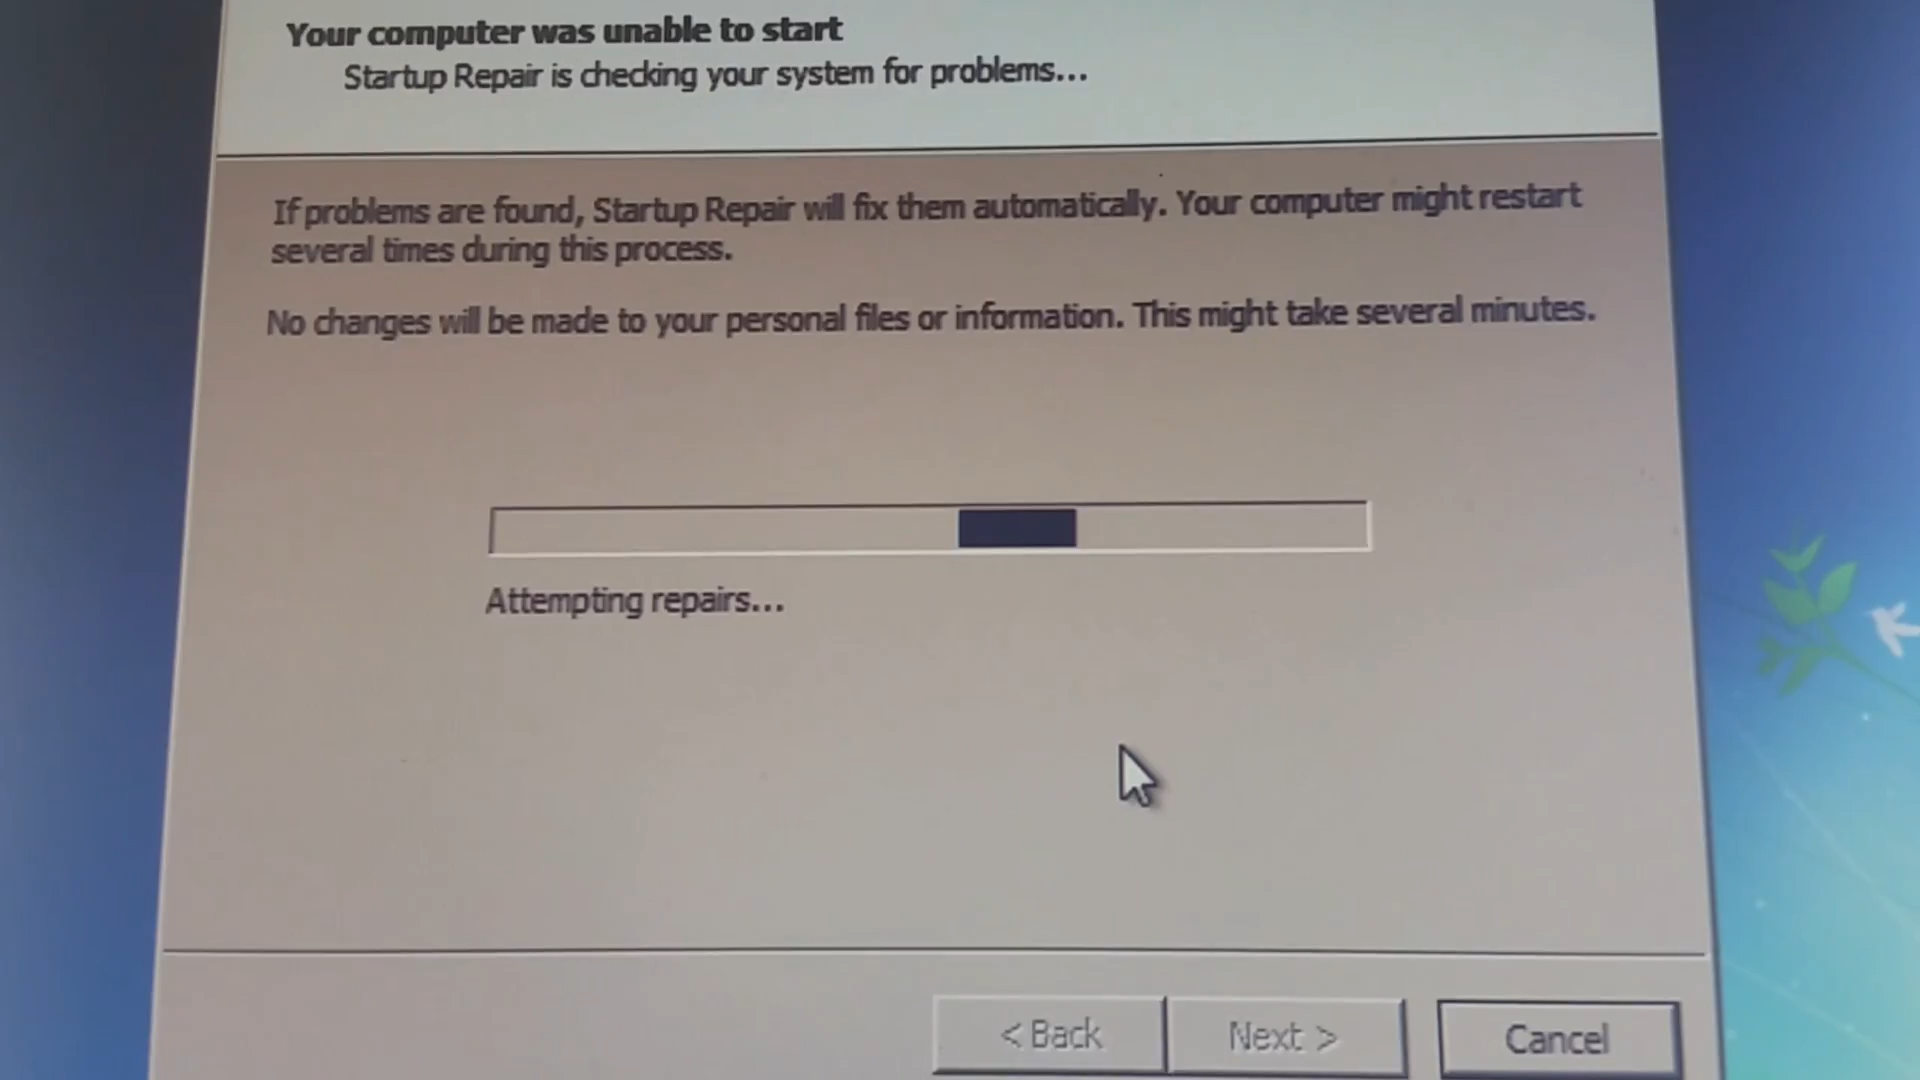 Your computer was unable to start
Startup Repair is checking your system for problems...
If problems are found, Startup Repair will fix them automatically. Your computer might restart
several times during this process.
No changes will be made to your personal files or information. This might take several minutes.
Attempting repairs...
< Back
Next >
Cancel